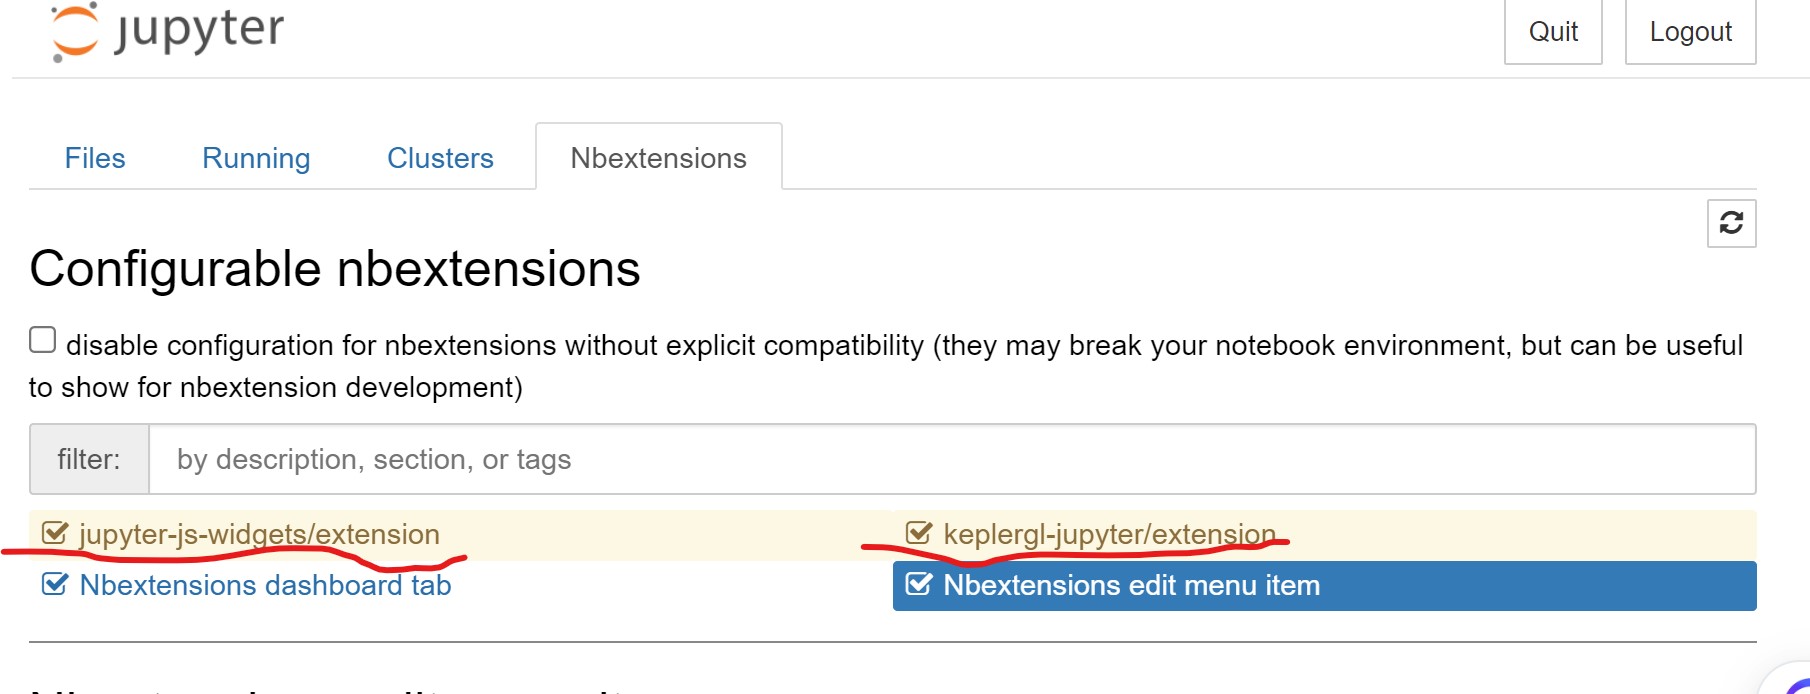 jupyter
Quit
Logout
Files
Running
Clusters
Nbextensions
Configurable nbextensions
disable configuration for nbextensions without explicit compatibility (they may break your notebook environment, but can be useful
to show for nbextension development)
filter:
by description, section, or tags
jupyter-js-widgets/extension
keplergl-jupyter/extension
Nbextensions dashboard tab
Nbextensions edit menu item